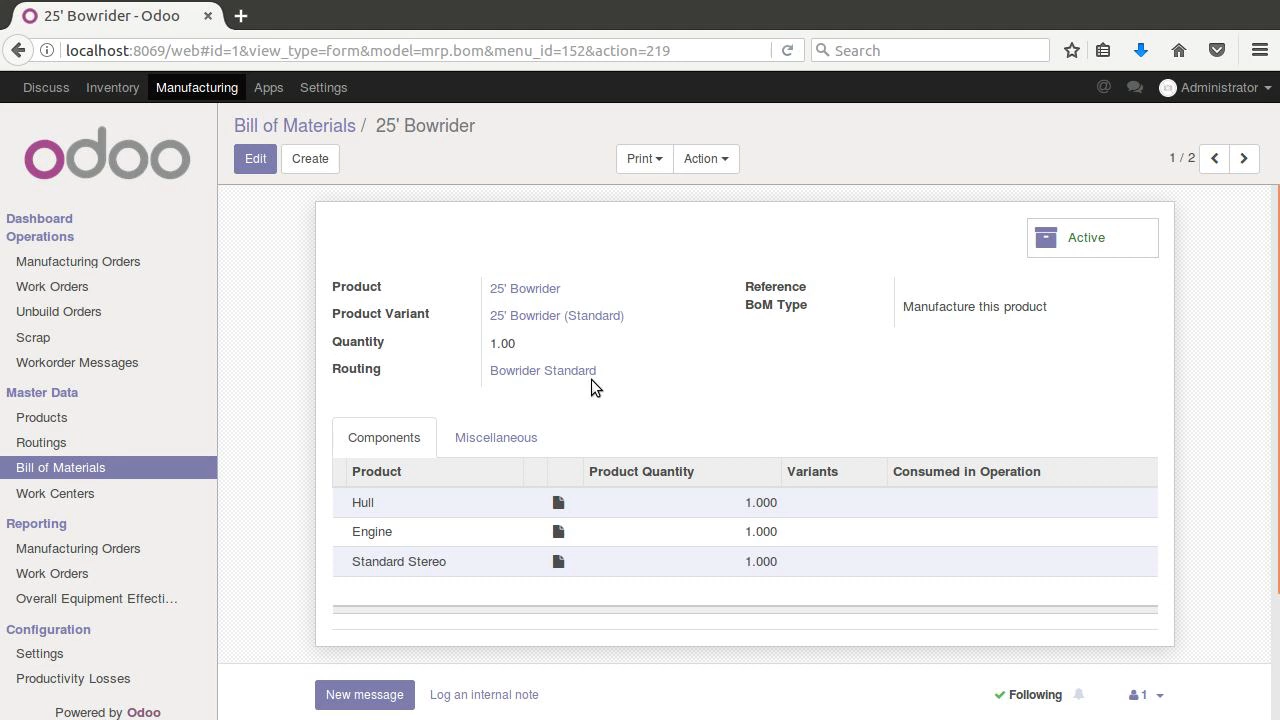 25' Bowrider - Odoo
localhost:8069/web#id=1&view_type=form&model=mrp.bom&menu_id=152&action=219
Search
Discuss Inventory Manufacturing Apps Settings
@ Administrator
odoo
Bill of Materials / 25' Bowrider
Edit Create Print Action 1 / 2
Dashboard
Operations
Manufacturing Orders
Work Orders
Unbuild Orders
Scrap
Workorder Messages
Master Data
Products
Routings
Bill of Materials
Work Centers
Reporting
Manufacturing Orders
Work Orders
Overall Equipment Effecti...
Configuration
Settings
Productivity Losses
Powered by Odoo
Active
Product 25' Bowrider
Product Variant 25' Bowrider (Standard)
Quantity 1.00
Routing Bowrider Standard
Reference
BoM Type Manufacture this product
Components Miscellaneous
Product Product Quantity Variants Consumed in Operation
Hull 1.000
Engine 1.000
Standard Stereo 1.000
New message Log an internal note Following 1